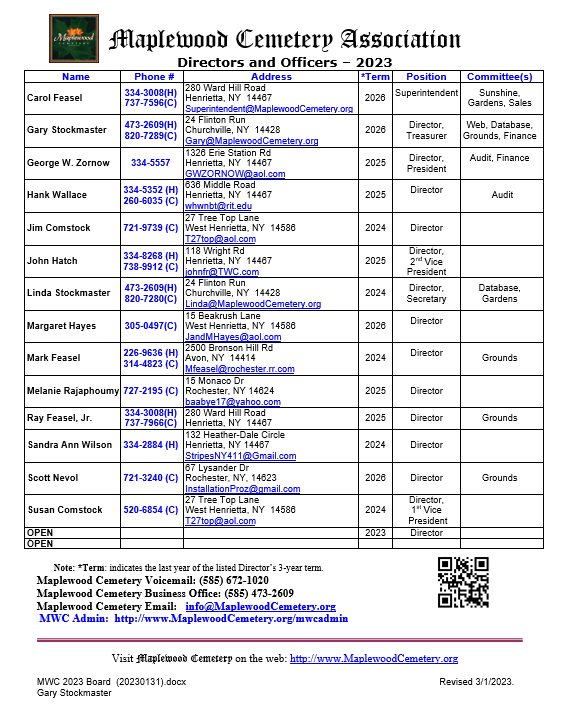 Maplewood
CEMETERY
Maplewood Cemetery Association
Directors and Officers – 2023
Name Phone # Address *Term Position Committee(s)
Carol Feasel 334-3008(H) 737-7596(C) 280 Ward Hill Road Henrietta, NY 14467 Superintendent@MaplewoodCemetery.org 2026 Superintendent Sunshine, Gardens, Sales
Gary Stockmaster 473-2609(H) 820-7289(C) 24 Flinton Run Churchville, NY 14428 Gary@MaplewoodCemetery.org 2026 Director, Treasurer Web, Database, Grounds, Finance
George W. Zornow 334-5557 1326 Erie Station Rd Henrietta, NY 14467 GWZORNOW@aol.com 2025 Director, President Audit, Finance
Hank Wallace 334-5352 (H) 260-6035 (C) 636 Middle Road Henrietta, NY 14467 whwnbt@rit.edu 2025 Director Audit
Jim Comstock 721-9739 (C) 27 Tree Top Lane West Henrietta, NY 14586 T27top@aol.com 2024 Director
John Hatch 334-8268 (H) 738-9912 (C) 118 Wright Rd Henrietta, NY 14467 johnfr@TWC.com 2025 Director, 2nd Vice President
Linda Stockmaster 473-2609(H) 820-7280(C) 24 Flinton Run Churchville, NY 14428 Linda@MaplewoodCemetery.org 2024 Director, Secretary Database, Gardens
Margaret Hayes 305-0497(C) 15 Beakrush Lane West Henrietta, NY 14586 JandMHayes@aol.com 2026 Director
Mark Feasel 226-9636 (H) 314-4823 (C) 2500 Bronson Hill Rd Avon, NY 14414 Mfeasel@rochester.rr.com 2024 Director Grounds
Melanie Rajaphoumy 727-2195 (C) 15 Monaco Dr Rochester, NY 14624 baabye17@yahoo.com 2025 Director
Ray Feasel, Jr. 334-3008(H) 737-7966(C) 280 Ward Hill Road Henrietta, NY 14467 2025 Director Grounds
Sandra Ann Wilson 334-2884 (H) 132 Heather-Dale Circle Henrietta, NY 14467 StripesNY411@Gmail.com 2024 Director
Scott Nevol 721-3240 (C) 67 Lysander Dr Rochester, NY, 14623 InstallationProz@gmail.com 2026 Director Grounds
Susan Comstock 520-6854 (C) 27 Tree Top Lane West Henrietta, NY 14586 T27top@aol.com 2024 Director, 1st Vice President
OPEN 2023 Director
OPEN
Note: *Term: indicates the last year of the listed Director's 3-year term.
Maplewood Cemetery Voicemail: (585) 672-1020
Maplewood Cemetery Business Office: (585) 473-2609
Maplewood Cemetery Email: info@MaplewoodCemetery.org
MWC Admin: http://www.MaplewoodCemetery.org/mwcadmin
Visit Maplewood Cemetery on the web: http://www.MaplewoodCemetery.org
MWC 2023 Board (20230131).docx Revised 3/1/2023.
Gary Stockmaster